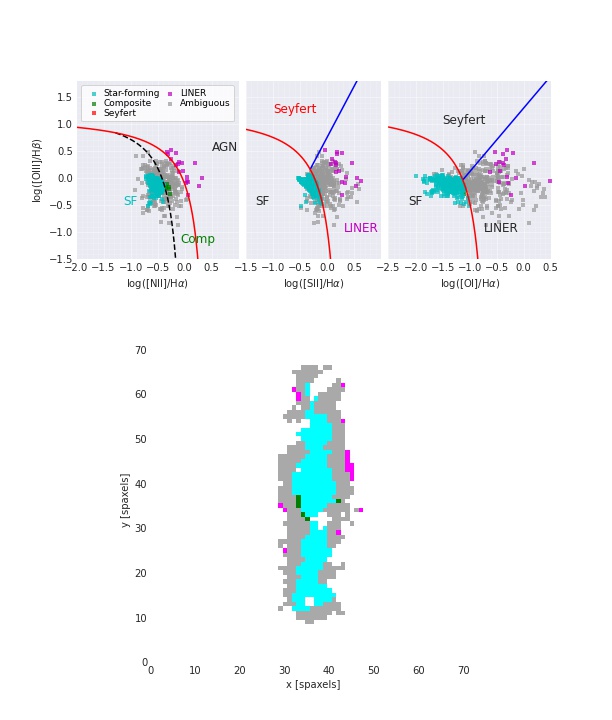 Star-forming LINER
Composite Ambiguous
Seyfert
AGN
SF
Comp
Seyfert
SF
LINER
Seyfert
SF
LINER
1.5
1.0
0.5
0.0
−0.5
−1.0
−1.5
log([OIII]/Hβ)
−2.0 −1.5 −1.0 −0.5 0.0 0.5
−1.0 −0.5 0.0 0.5
−2.5 −2.0 −1.5 −1.0 −0.5 0.0 0.5
log([NII]/Hα)
log([SII]/Hα)
log([OI]/Hα)
70
60
50
40
30
20
10
0
y [spaxels]
0 10 20 30 40 50 60 70
x [spaxels]